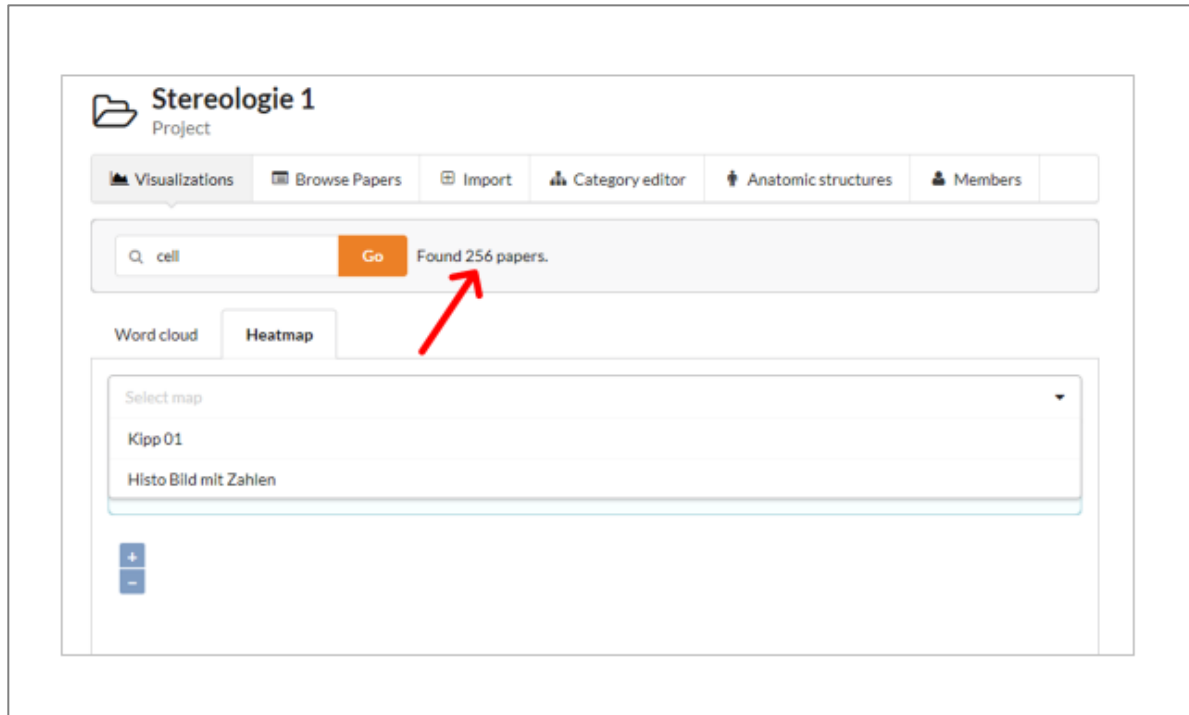 Stereologie 1
Project
Visualizations Browse Papers Import Category editor Anatomic structures Members
cell Go Found 256 papers.
Word cloud Heatmap
Select map
Kipp 01
Histo Bild mit Zahlen
+
−